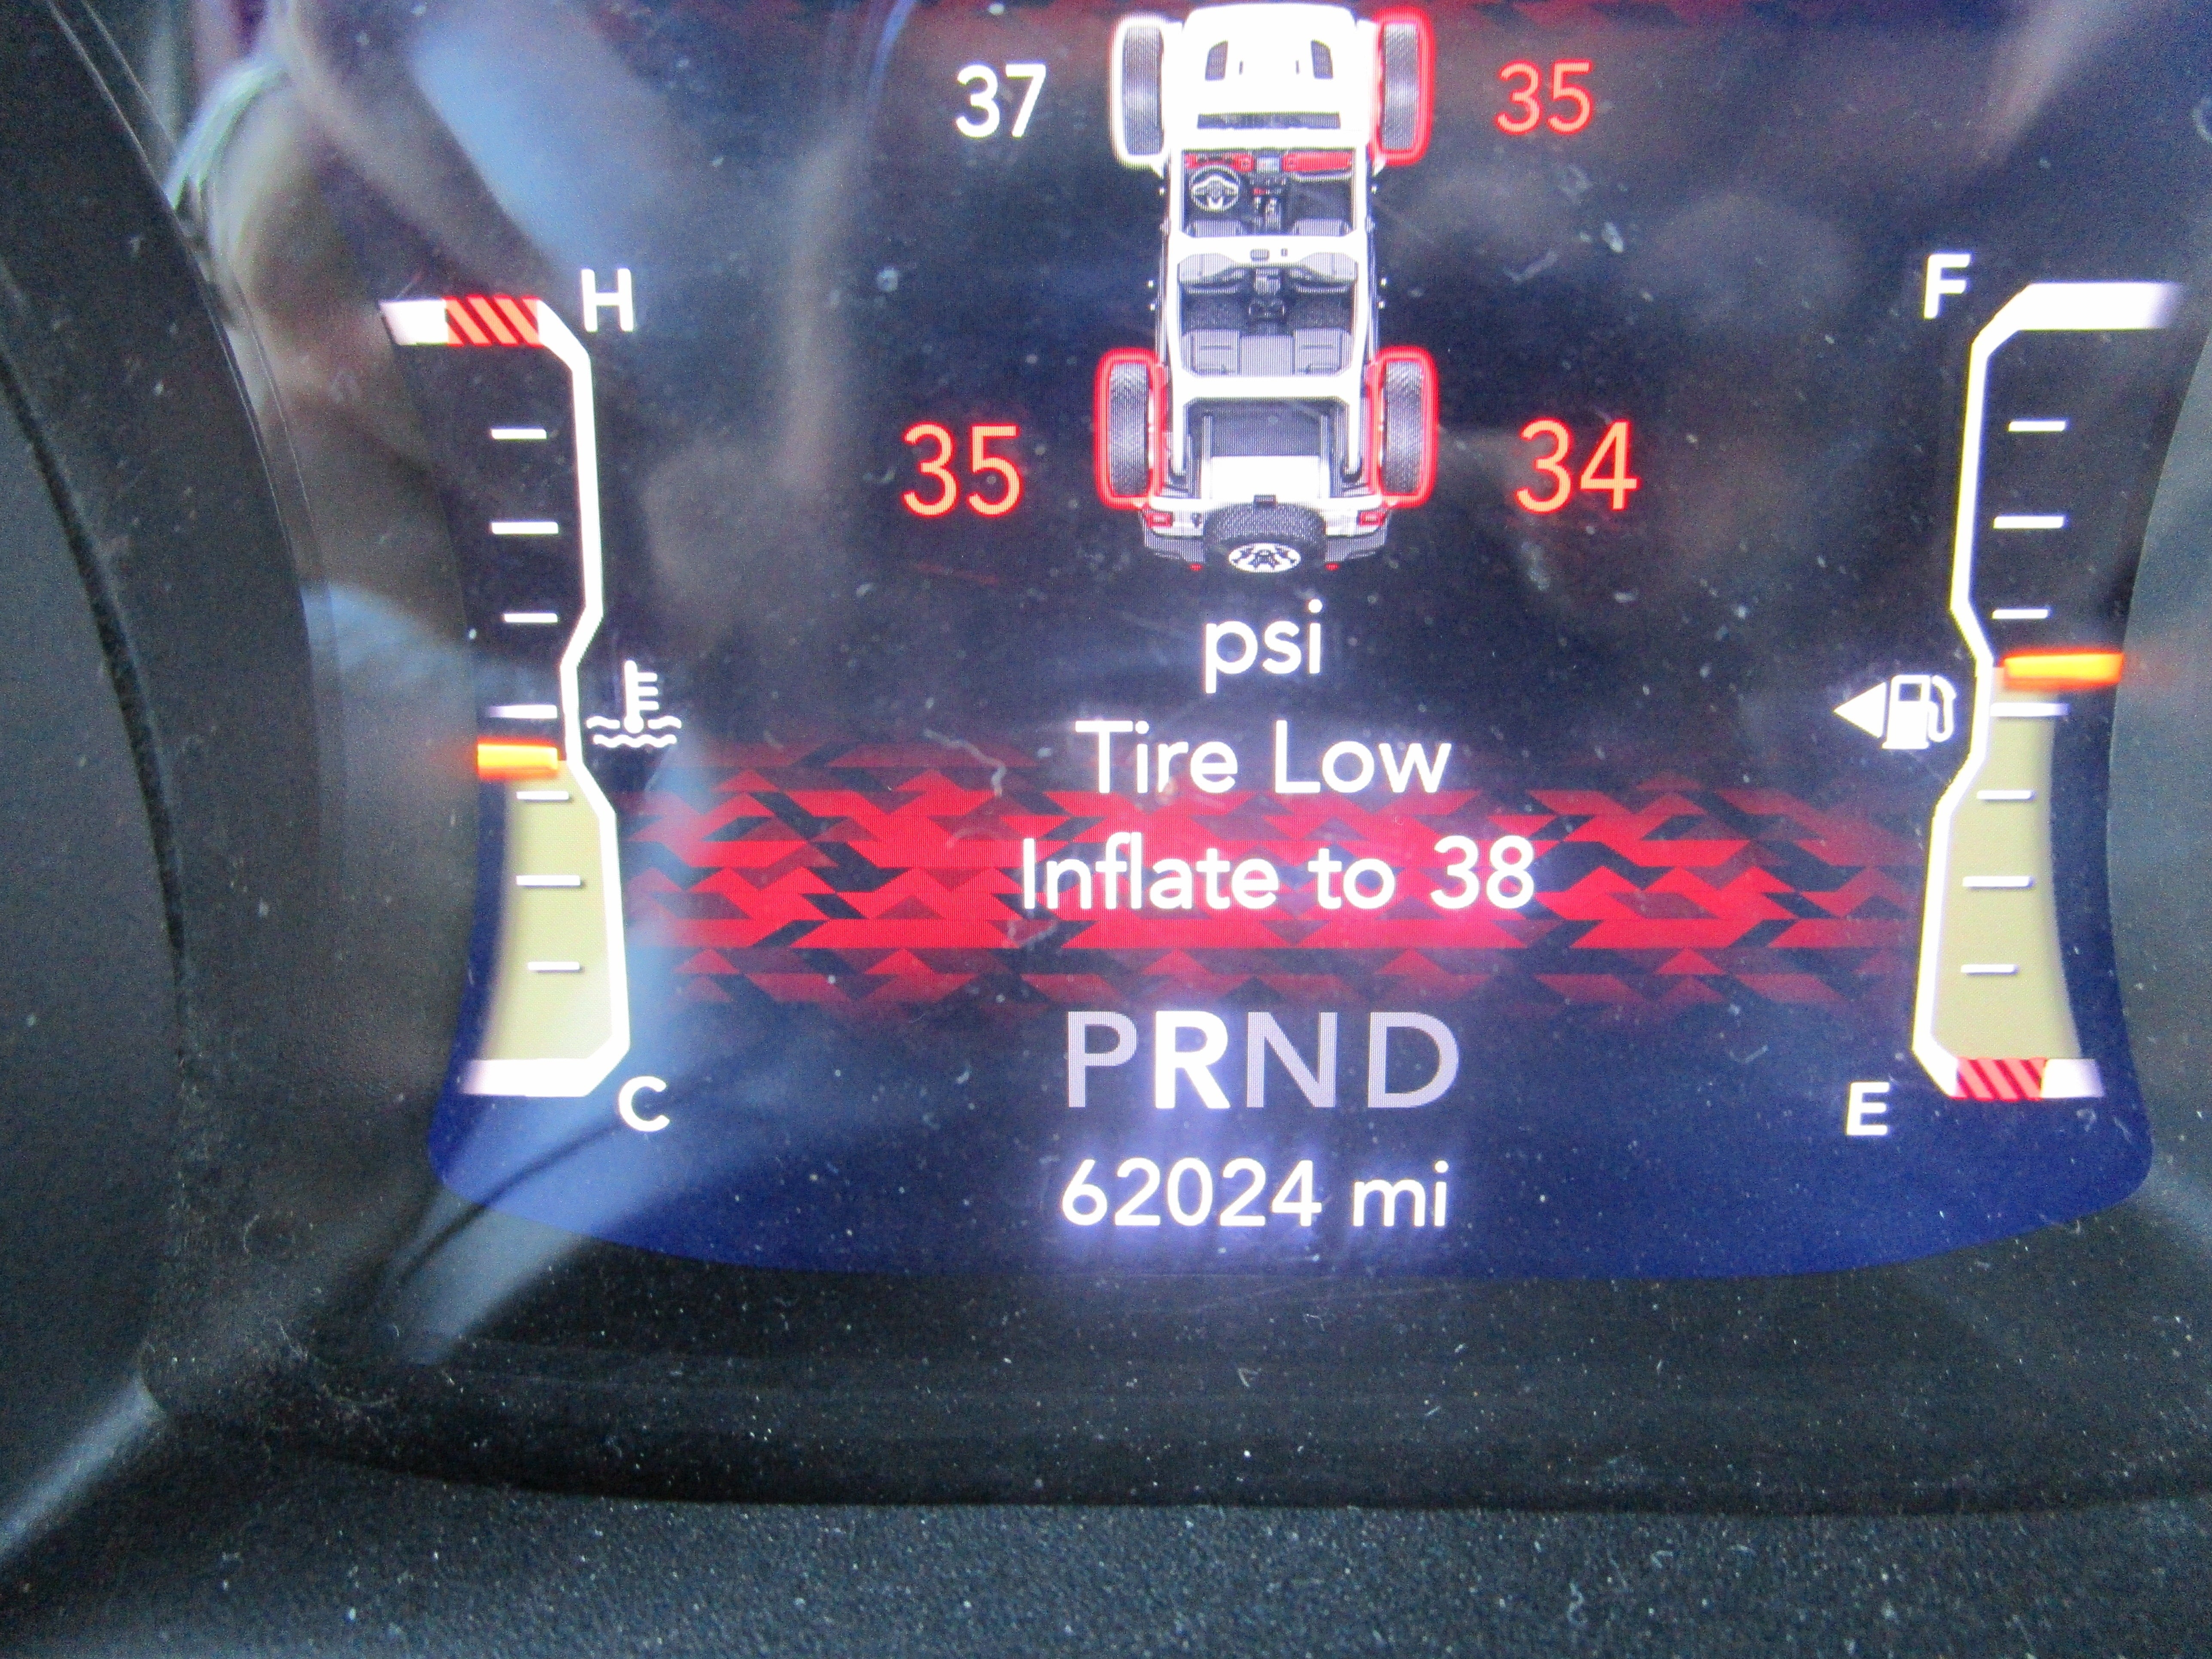 37 35
H F
35 34
psi
Tire Low
Inflate to 38
PRND
C E
62024 mi